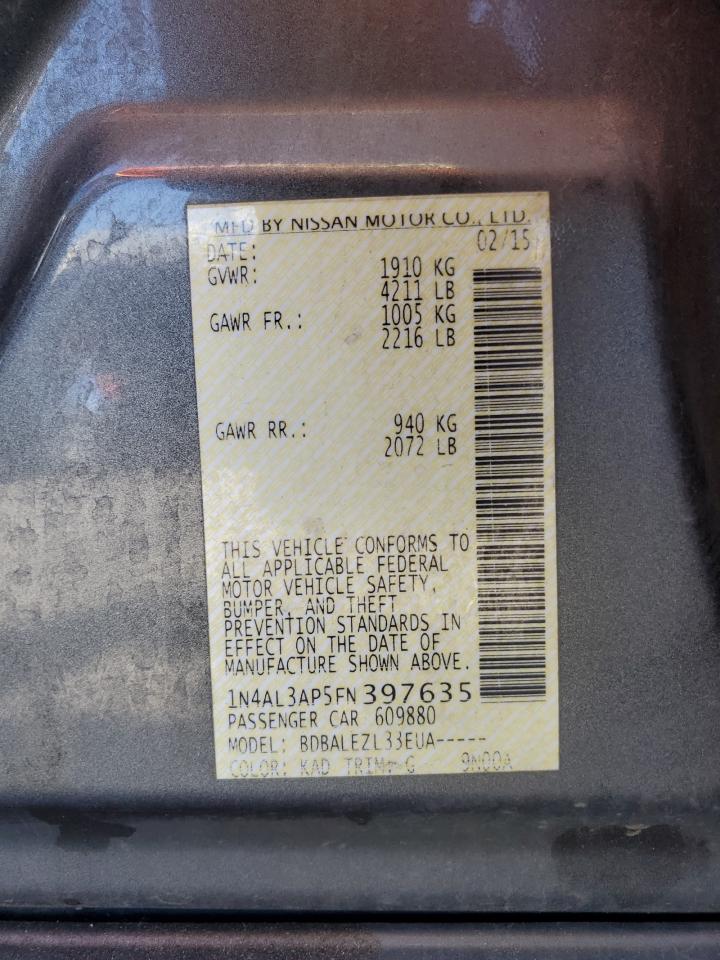 MFD BY NISSAN MOTOR CO., LTD.
DATE: 02/15
GVWR: 1910 KG
4211 LB
GAWR FR.: 1005 KG
2216 LB
GAWR RR.: 940 KG
2072 LB
THIS VEHICLE CONFORMS TO
ALL APPLICABLE FEDERAL
MOTOR VEHICLE SAFETY,
BUMPER, AND THEFT
PREVENTION STANDARDS IN
EFFECT ON THE DATE OF
MANUFACTURE SHOWN ABOVE.
1N4AL3AP5FN397635
PASSENGER CAR 609880
MODEL: BDBALEZL33EUA-----
COLOR: KAD TRIM: G 9N00A